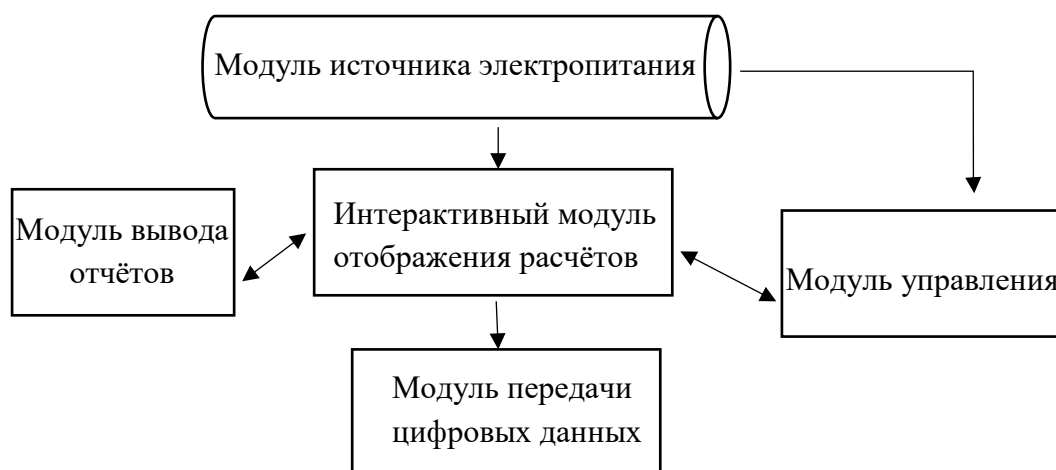 Модуль источника электропитания
Модуль вывода
отчётов
Интерактивный модуль
отображения расчётов
Модуль управления
Модуль передачи
цифровых данных